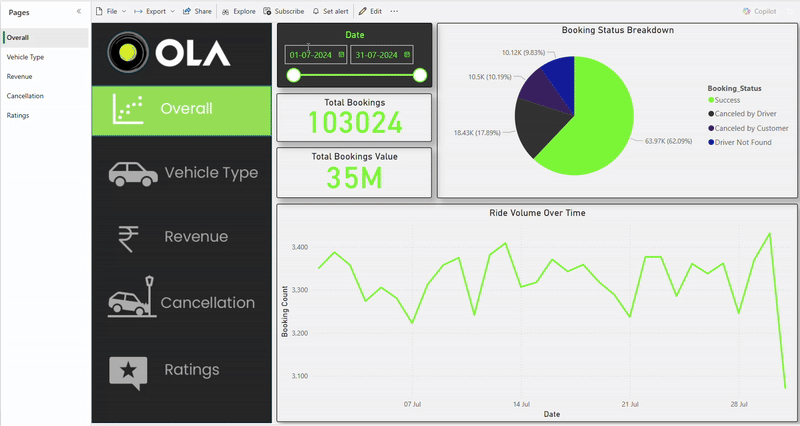 Pages
File
Export
Share
Explore
Subscribe
Set alert
Edit
Copilot
Overall
Vehicle Type
Revenue
Cancellation
Ratings
OLA
Overall
Vehicle Type
Revenue
Cancellation
Ratings
Date
01-07-2024
31-07-2024
Total Bookings
103024
Total Bookings Value
35M
Booking Status Breakdown
10.12K (9.83%)
10.5K (10.19%)
18.43K (17.89%)
63.97K (62.09%)
Booking_Status
Success
Canceled by Driver
Canceled by Customer
Driver Not Found
Ride Volume Over Time
Booking Count
3,400
3,300
3,200
3,100
07 Jul
14 Jul
21 Jul
28 Jul
Date